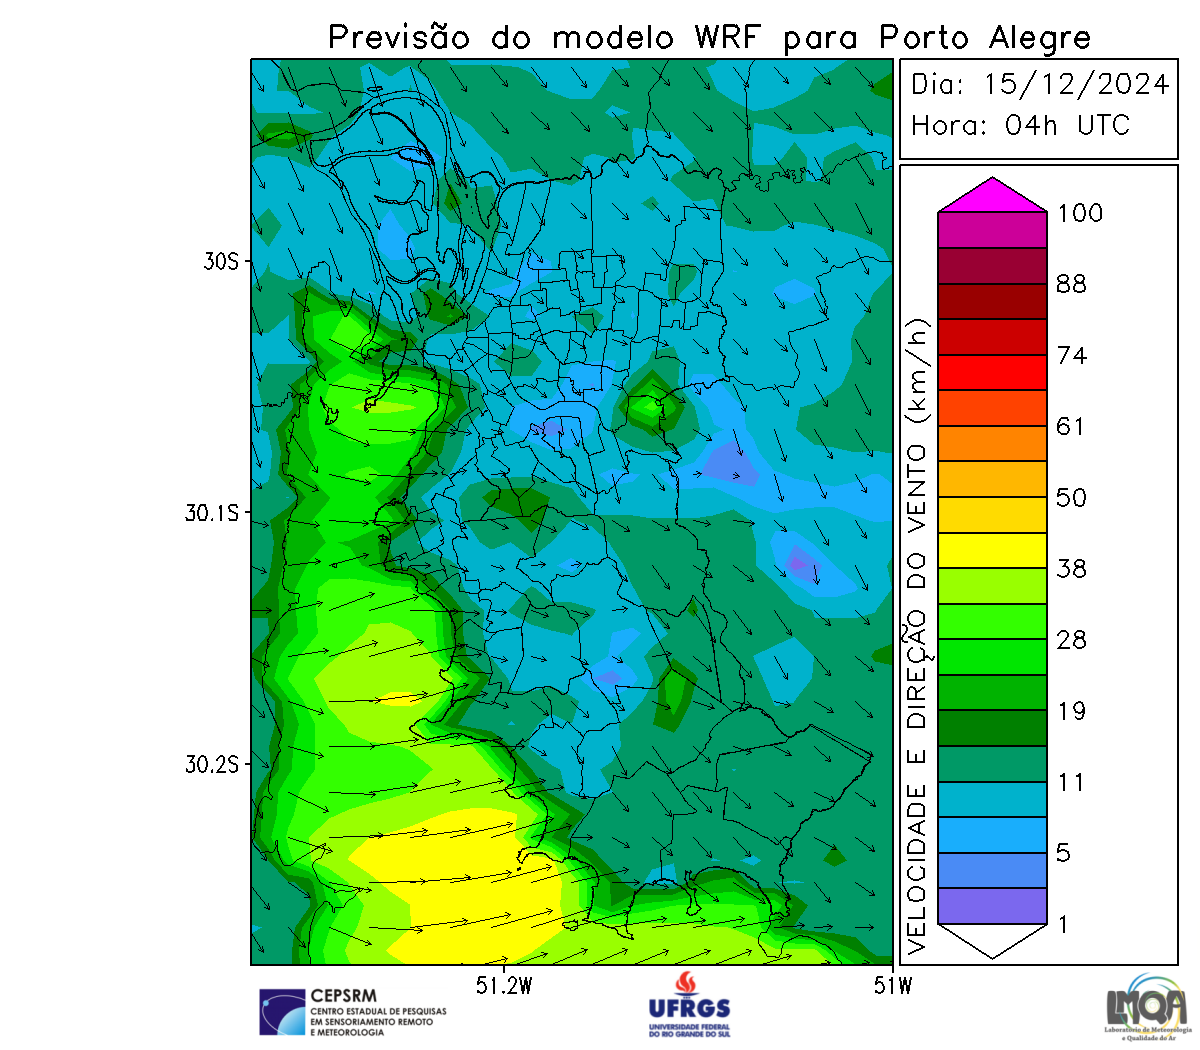 Previsão do modelo WRF para Porto Alegre
Dia: 15/12/2024
Hora: 04h UTC
VELOCIDADE E DIREÇÃO DO VENTO (km/h)
100
88
74
61
50
38
28
19
11
5
1
30S
30.1S
30.2S
51.2W
51W
CEPSRM
CENTRO ESTADUAL DE PESQUISAS
EM SENSORIAMENTO REMOTO
E METEOROLOGIA
UFRGS
UNIVERSIDADE FEDERAL
DO RIO GRANDE DO SUL
LMQA
Laboratório de Meteorologia
e Qualidade do Ar